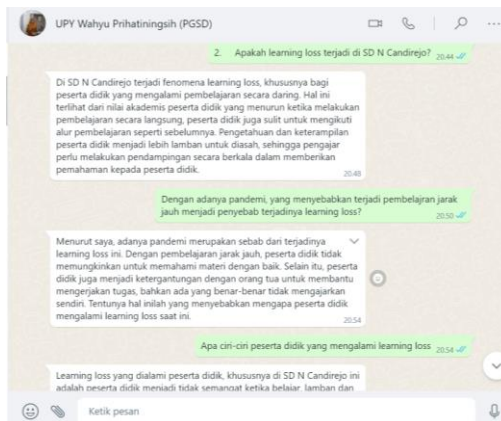 UPY Wahyu Prihatiningsih (PGSD)
2. Apakah learning loss terjadi di SD N Candirejo? 20.44
Di SD N Candirejo terjadi fenomena learning loss, khususnya bagi
peserta didik yang mengalami pembelajaran secara daring. Hal ini
terlihat dari nilai akademis peserta didik yang menurun ketika melakukan
pembelajaran secara langsung, peserta didik juga sulit untuk mengikuti
alur pembelajaran seperti sebelumnya. Pengetahuan dan keterampilan
peserta didik menjadi lebih lamban untuk diasah, sehingga pengajar
perlu melakukan pendampingan secara berkala dalam memberikan
pemahaman kepada peserta didik.
20.48
Dengan adanya pandemi, yang menyebabkan terjadi pembelajran jarak
jauh menjadi penyebab terjadinya learning loss?
20.50
Menurut saya, adanya pandemi merupakan sebab dari terjadinya
learning loss ini. Dengan pembelajaran jarak jauh, peserta didik tidak
memungkinkan untuk memahami materi dengan baik. Selain itu, peserta
didik juga menjadi ketergantungan dengan orang tua untuk membantu
mengerjakan tugas, bahkan ada yang benar-benar tidak mengajarkan
sendiri. Tentunya hal inilah yang menyebabkan mengapa peserta didik
mengalami learning loss saat ini.
20.54
Apa ciri-ciri peserta didik yang mengalami learning loss 20.54
Learning loss yang dialami peserta didik, khususnya di SD N Candirejo ini
adalah peserta didik menjadi tidak semangat ketika belajar, lamban dan
Ketik pesan